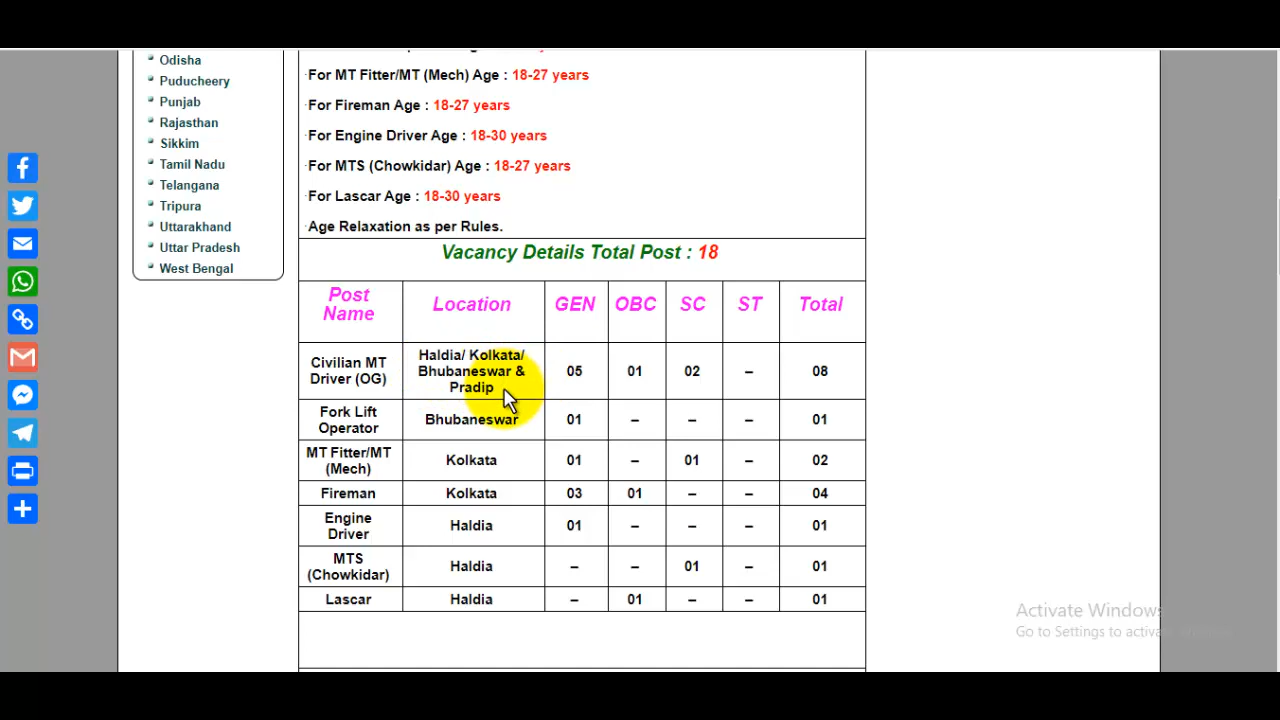 Odisha
Puducheery
Punjab
Rajasthan
Sikkim
Tamil Nadu
Telangana
Tripura
Uttarakhand
Uttar Pradesh
West Bengal
For MT Fitter/MT (Mech) Age : 18-27 years
For Fireman Age : 18-27 years
For Engine Driver Age : 18-30 years
For MTS (Chowkidar) Age : 18-27 years
For Lascar Age : 18-30 years
Age Relaxation as per Rules.
Vacancy Details Total Post : 18
Post Name Location GEN OBC SC ST Total
Civilian MT Driver (OG) Haldia/ Kolkata/ Bhubaneswar & Pradip 05 01 02 – 08
Fork Lift Operator Bhubaneswar 01 – – – 01
MT Fitter/MT (Mech) Kolkata 01 – 01 – 02
Fireman Kolkata 03 01 – – 04
Engine Driver Haldia 01 – – – 01
MTS (Chowkidar) Haldia – – 01 – 01
Lascar Haldia – 01 – – 01
Activate Windows
Go to Settings to activate